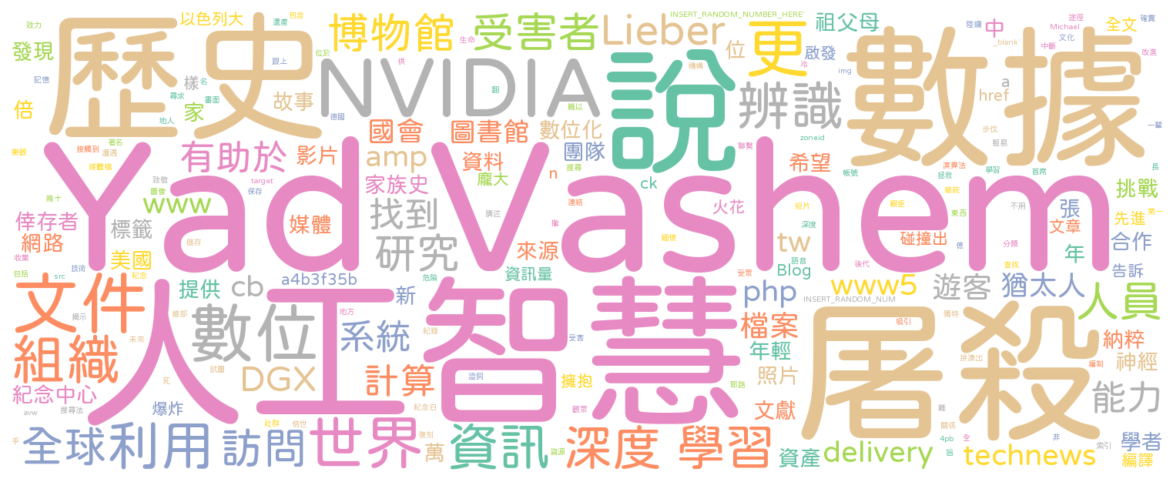 以色列大
博物館
受害者
Lieber
INSERT_RANDOM_NUMBER_HERE
祖父母
中
Michael
全文
發現
歷史
NVIDIA
說
更
位
啟發
數據
樣
家
故事
倍
辨識
a
href
國會
圖書館
數位化
有助於
影片
amp
資料
團隊
希望
zoneid
Yad Vashem
家族史
龐大
n
ck
target
保存
www
倖存者
標籤
媒體
找到
火花
挑戰
網路
美國
研究
來源
碰撞出
張
文章
先進
合作
資訊量
tw
Blog
年
告訴
src
提供
cb
a4b3f35b
新
php
www5
遊客
猶太人
INSERT_RANDOM_NUM
文件
人工智慧
數位
系統
檔案
屠殺
人員
組織
DGX
計算
年輕
納粹
神經
紀念中心
擁抱
照片
能力
爆炸
文獻
全球
利用
訪問
世界
萬
資訊
深度
學習
資產
delivery
technews
4pb
學者
編譯